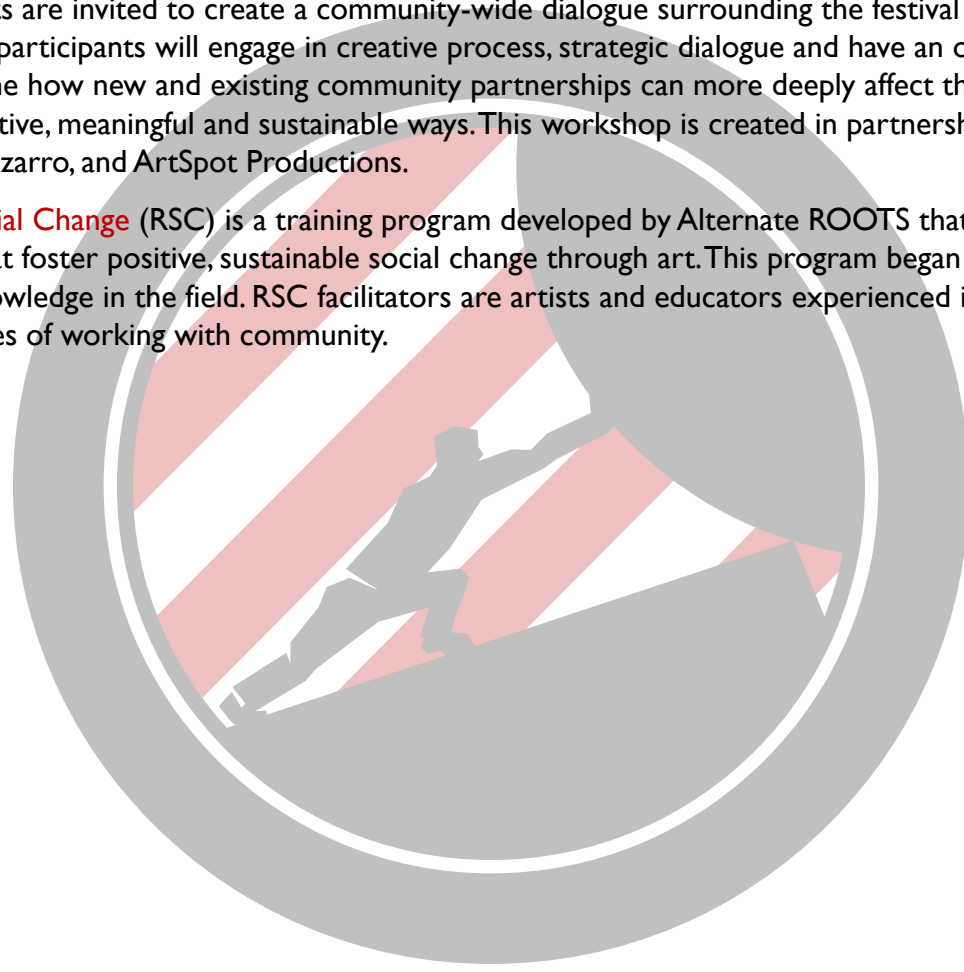 ts are invited to create a community-wide dialogue surrounding the festival
participants will engage in creative process, strategic dialogue and have an o
ne how new and existing community partnerships can more deeply affect th
tive, meaningful and sustainable ways. This workshop is created in partnersh
zarro, and ArtSpot Productions.
ial Change (RSC) is a training program developed by Alternate ROOTS that
at foster positive, sustainable social change through art. This program began
owledge in the field. RSC facilitators are artists and educators experienced i
es of working with community.